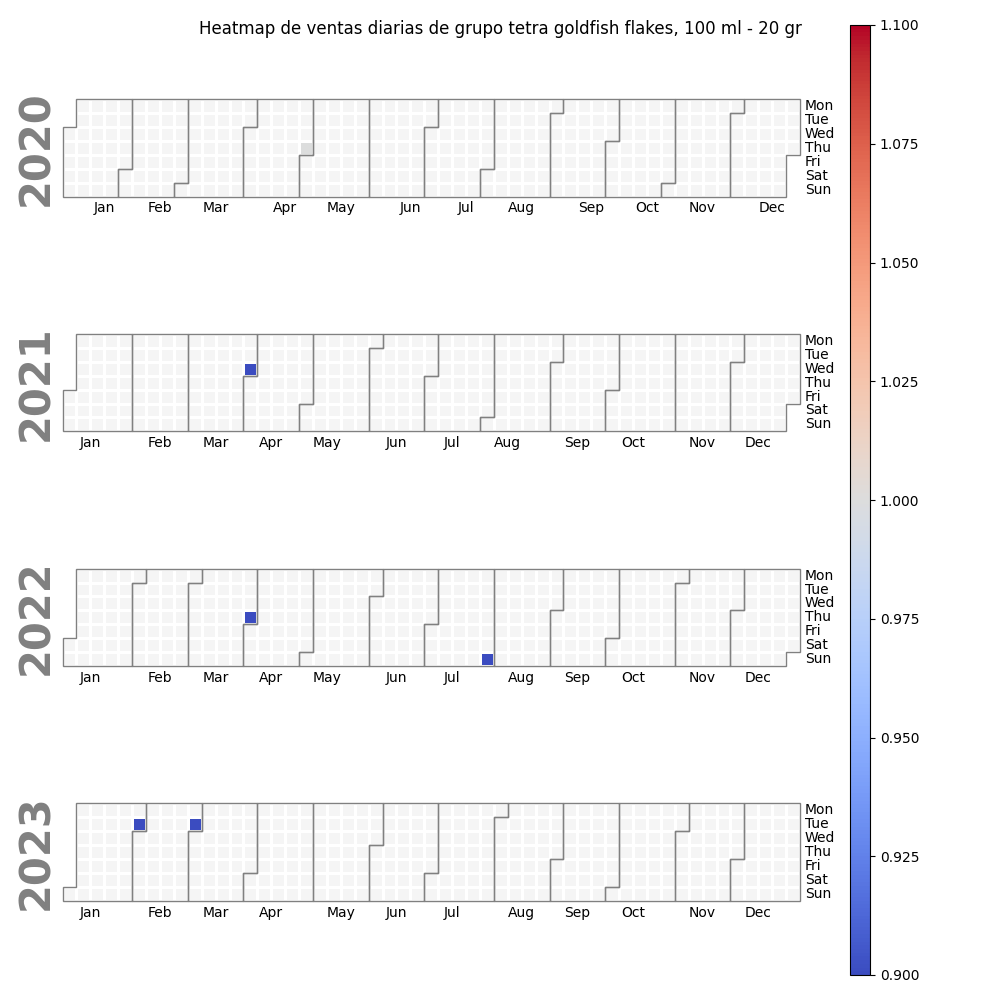 Heatmap de ventas diarias de grupo tetra goldfish flakes, 100 ml - 20 gr
2020
Mon
Tue
Wed
Thu
Fri
Sat
Sun
Jan Feb Mar Apr May Jun Jul Aug Sep Oct Nov Dec
2021
Mon
Tue
Wed
Thu
Fri
Sat
Sun
Jan Feb Mar Apr May Jun Jul Aug Sep Oct Nov Dec
2022
Mon
Tue
Wed
Thu
Fri
Sat
Sun
Jan Feb Mar Apr May Jun Jul Aug Sep Oct Nov Dec
2023
Mon
Tue
Wed
Thu
Fri
Sat
Sun
Jan Feb Mar Apr May Jun Jul Aug Sep Oct Nov Dec
1.100
1.075
1.050
1.025
1.000
0.975
0.950
0.925
0.900